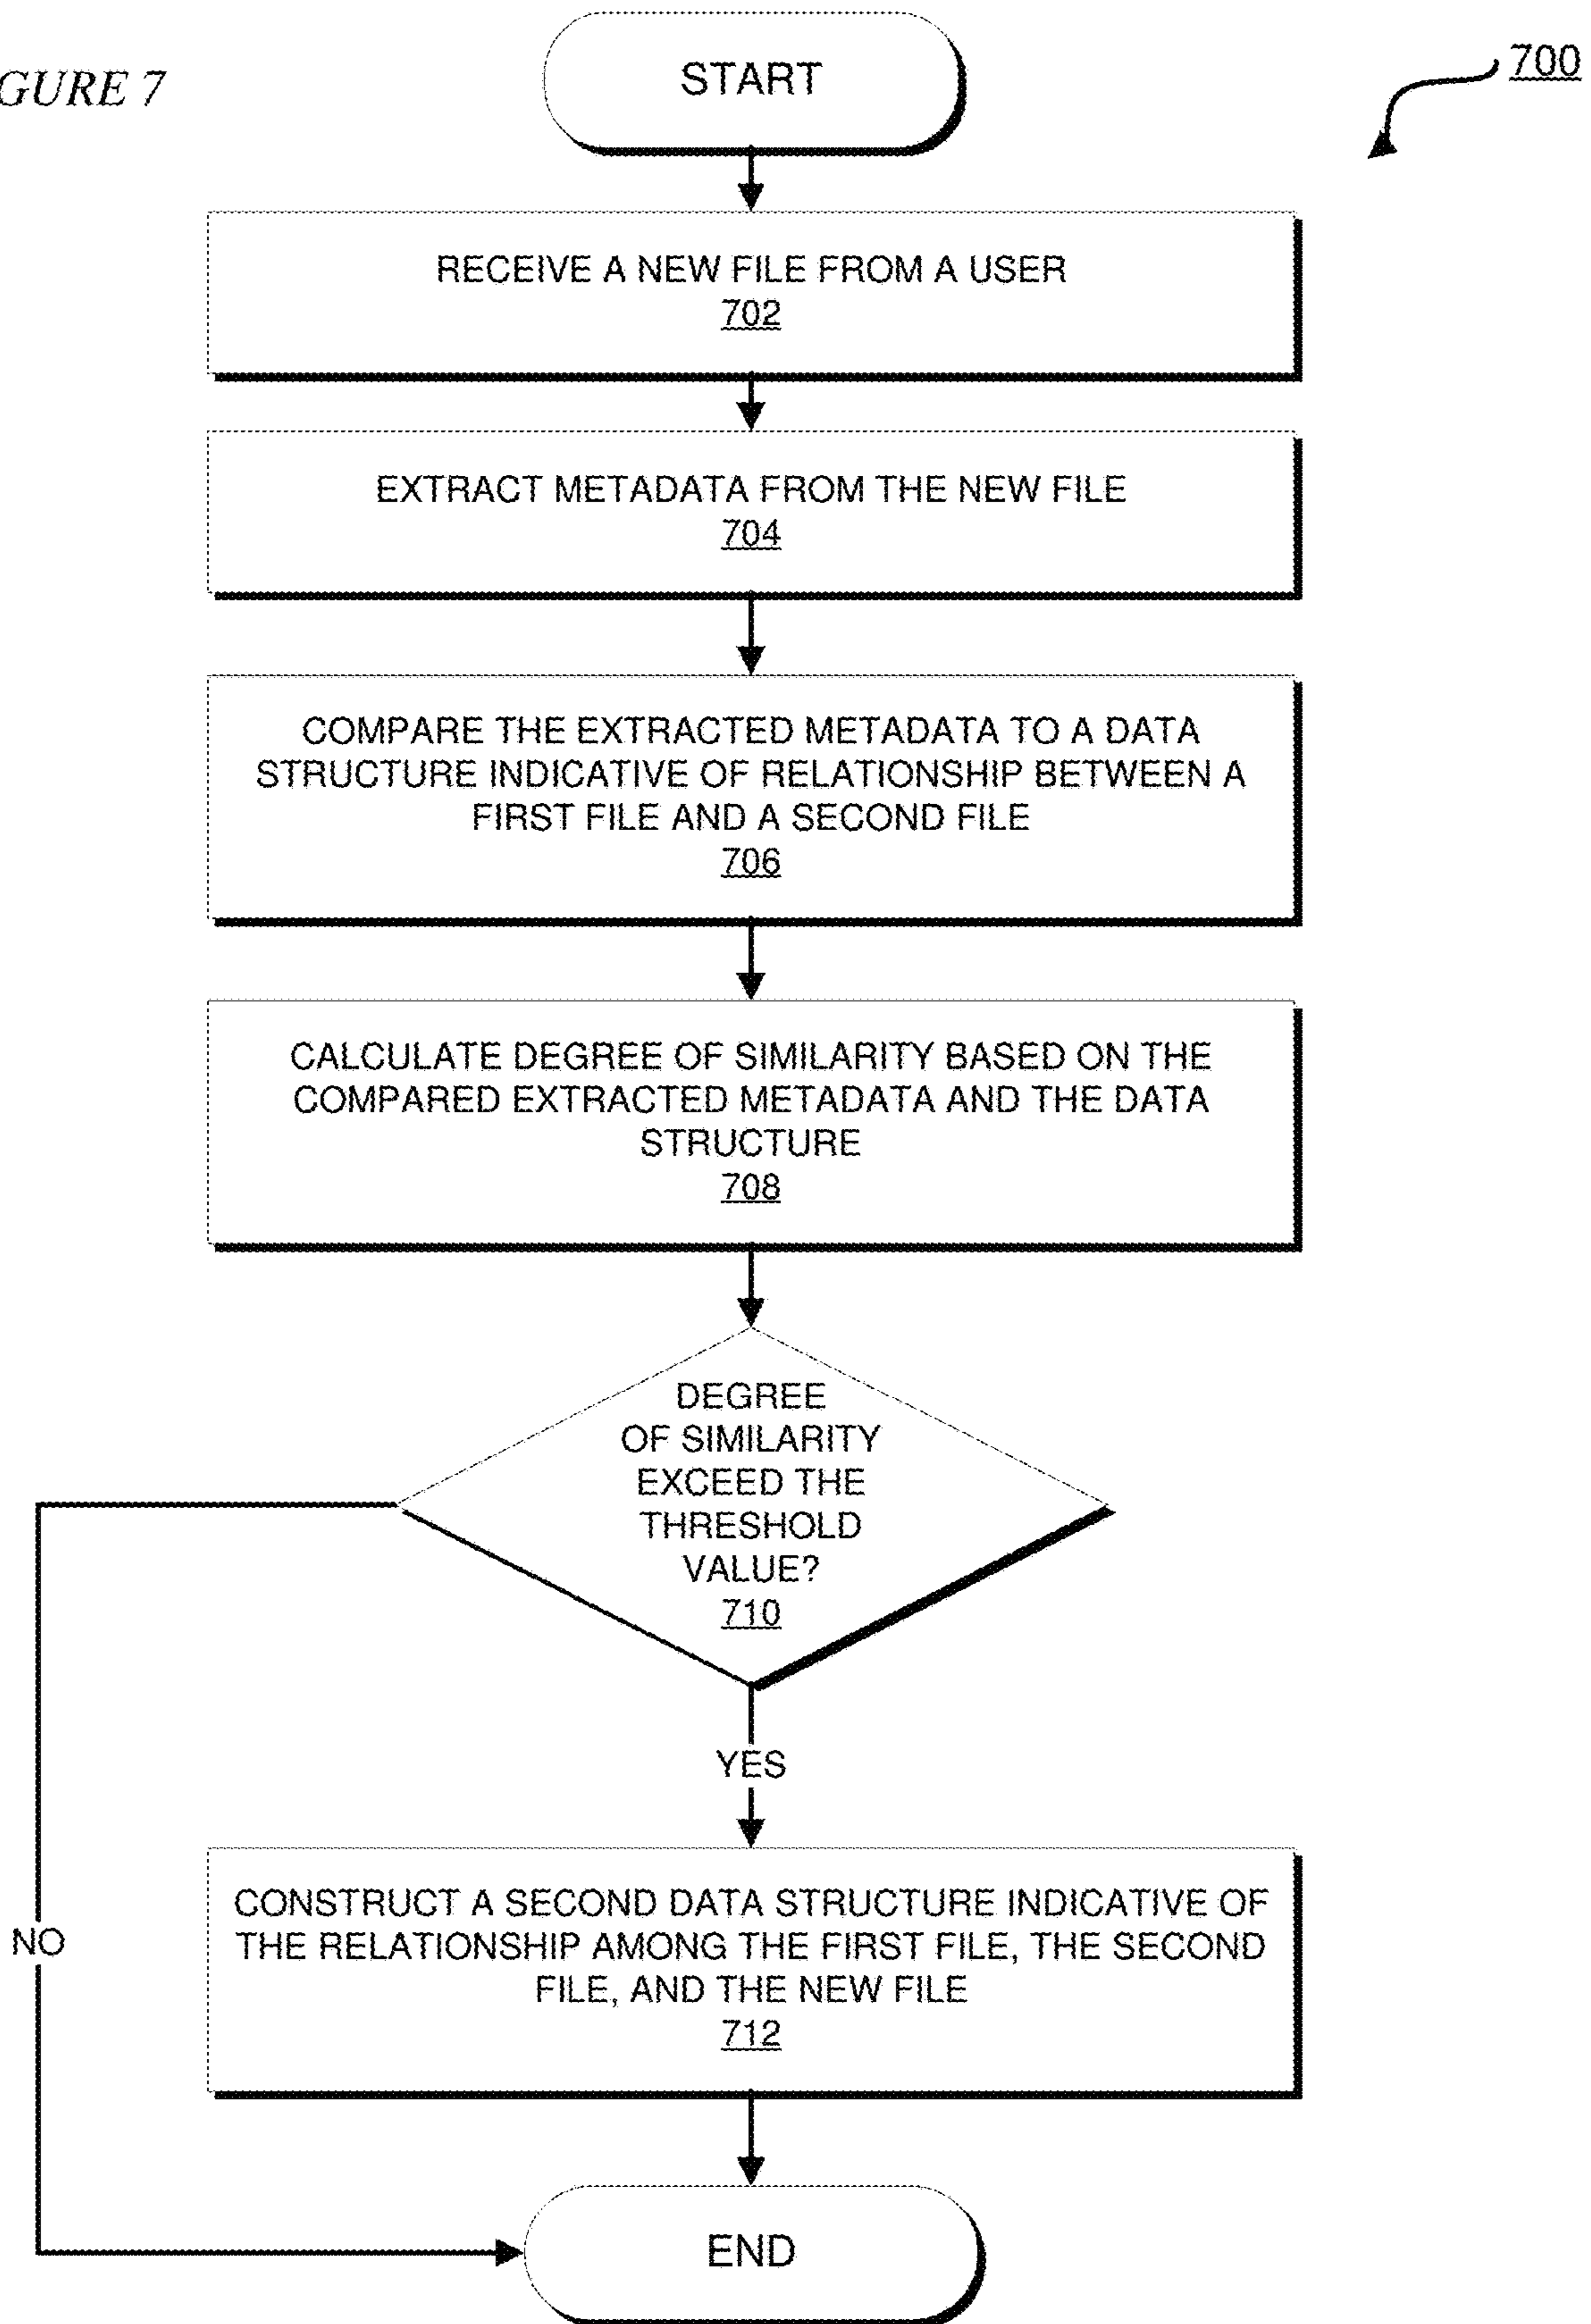 GURE 7
START
700
RECEIVE A NEW FILE FROM A USER
702
EXTRACT METADATA FROM THE NEW FILE
704
COMPARE THE EXTRACTED METADATA TO A DATA
STRUCTURE INDICATIVE OF RELATIONSHIP BETWEEN A
FIRST FILE AND A SECOND FILE
706
CALCULATE DEGREE OF SIMILARITY BASED ON THE
COMPARED EXTRACTED METADATA AND THE DATA
STRUCTURE
708
DEGREE
OF SIMILARITY
EXCEED THE
THRESHOLD
VALUE?
710
YES
CONSTRUCT A SECOND DATA STRUCTURE INDICATIVE OF
THE RELATIONSHIP AMONG THE FIRST FILE, THE SECOND
FILE, AND THE NEW FILE
712
NO
END